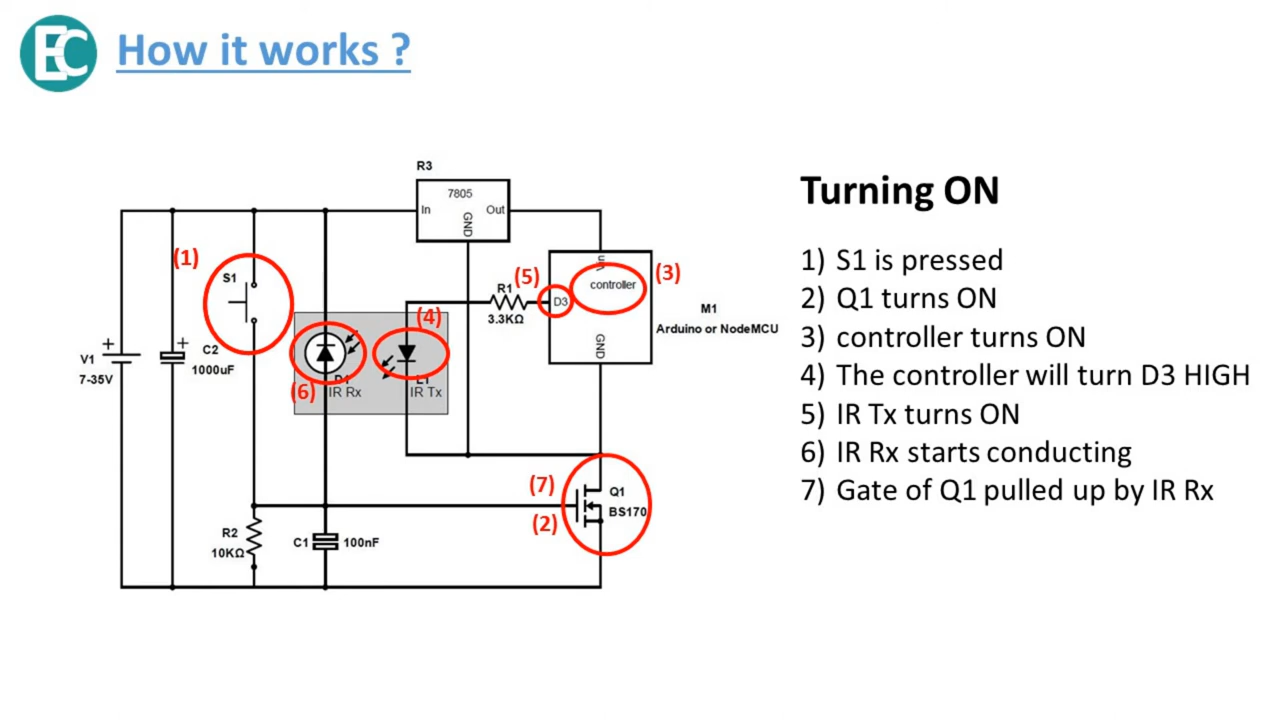 EC
How it works ?
R3
7805
In
Out
GND
(1)
S1
(5)
(3)
controller
R1
D3
3.3KΩ
(4)
M1
Arduino or NodeMCU
GND
V1
+
7-35V
+
C2
1000uF
(6)
IR Rx
IR Tx
(7)
Q1
BS170
(2)
R2
10KΩ
C1
100nF
Turning ON
1) S1 is pressed
2) Q1 turns ON
3) controller turns ON
4) The controller will turn D3 HIGH
5) IR Tx turns ON
6) IR Rx starts conducting
7) Gate of Q1 pulled up by IR Rx